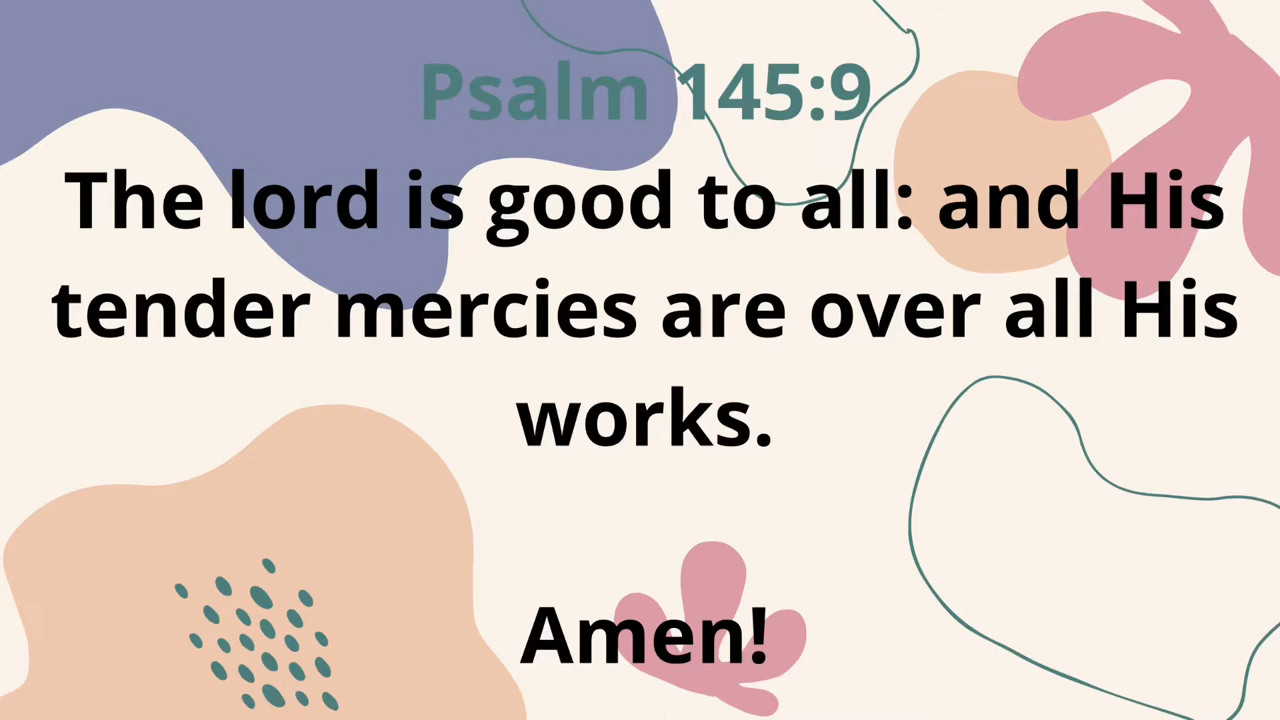 Psalm 145:9
The lord is good to all: and His
tender mercies are over all His
works.
Amen!